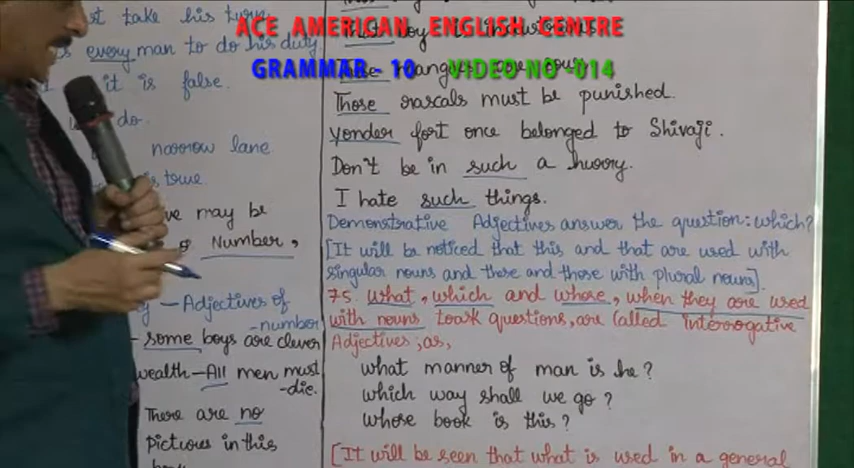 ACE AMERICAN ENGLISH CENTRE
GRAMMAR - 10 VIDEO NO -014
st take his turn
every man to do his duty.
it is false.
do.
narrow lane
is true
ve may be
Number,
Adjectives of
- number
some boys are clever
wealth - All men must
- die.
There are no
Pictures in this
are sour.
Those rascals must be punished.
yonder fort once belonged to Shivaji.
Don't be in such a hurry.
I hate such things.
Demonstrative Adjectives answer the question: which?
[It will be noticed that this and that are used with
singular nouns and these and those with plural nouns].
75. what, which and whose, when they are used
with nouns toask questions, are called interrogative
Adjectives; as,
what manner of man is he?
which way shall we go?
whose book is this?
[It will be seen that what is used in a general